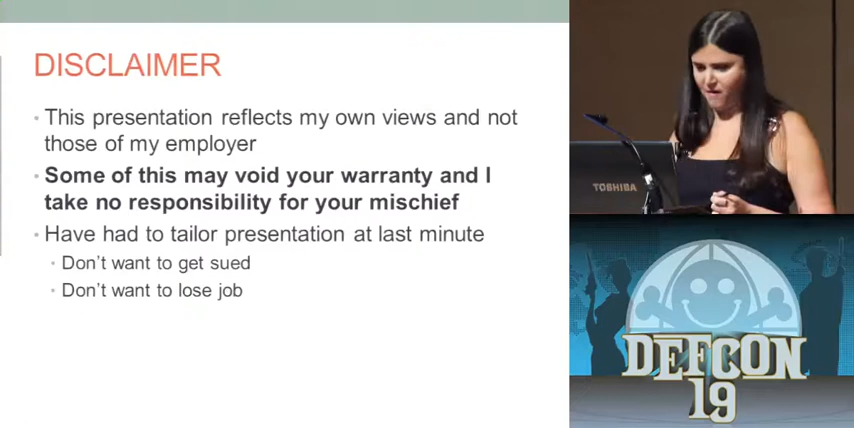 DISCLAIMER
• This presentation reflects my own views and not
those of my employer
• Some of this may void your warranty and I
take no responsibility for your mischief
• Have had to tailor presentation at last minute
• Don't want to get sued
• Don't want to lose job
TOSHIBA
DEFCON
19